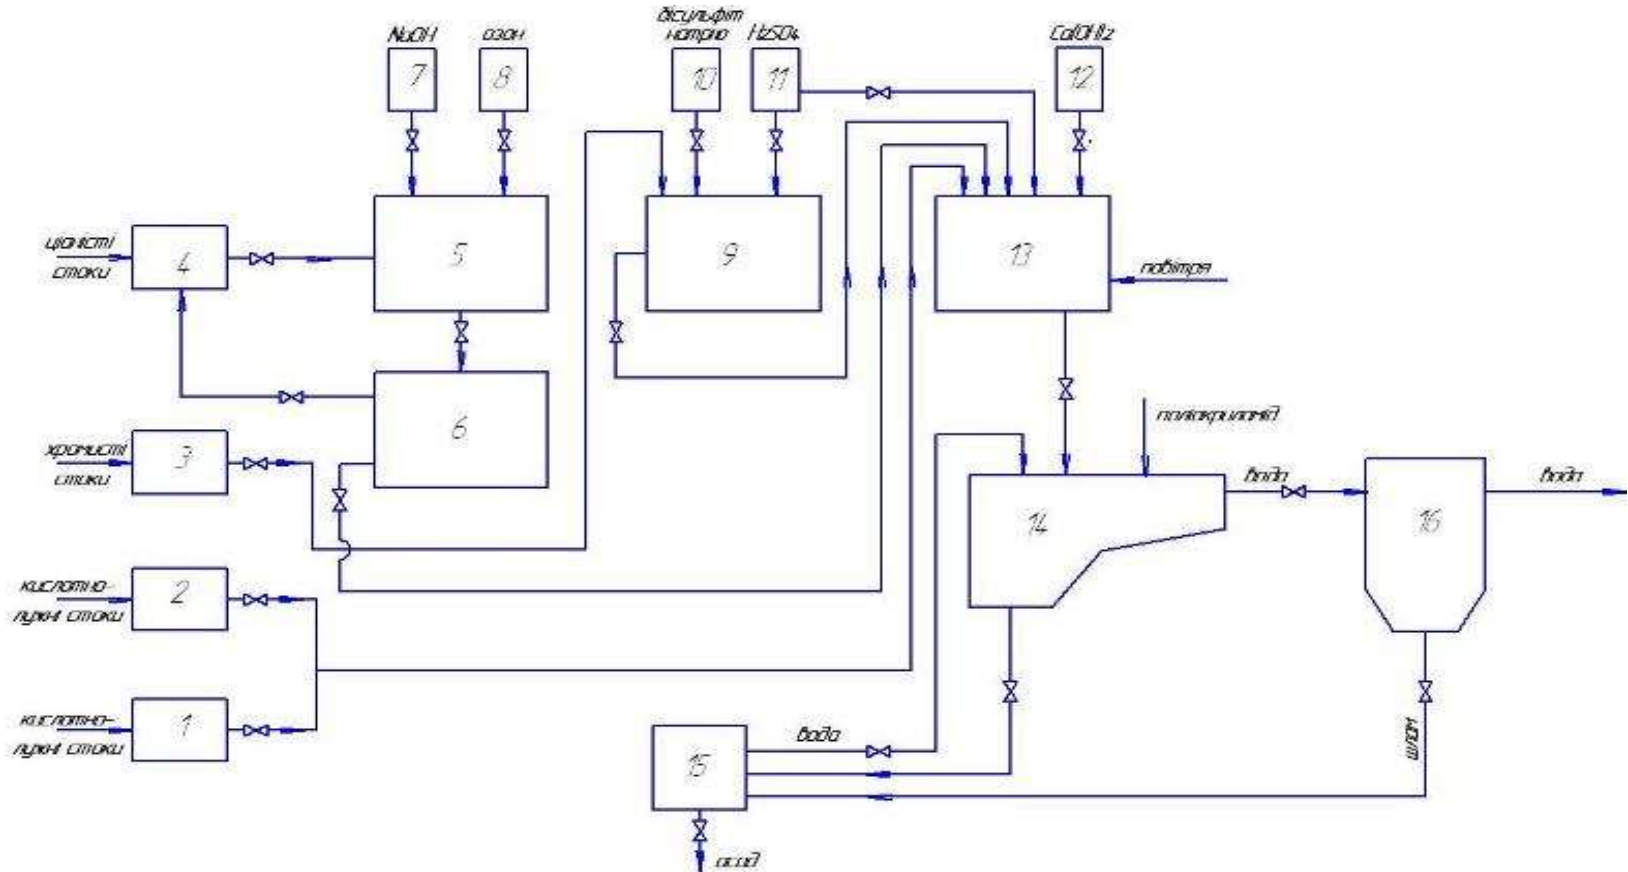 бісульфіт
NaOH озон натрію H2SO4 Ca(OH)2
7 8 10 11 12
ціаністі
стоки
4 5 9 13
повітря
6
поліакриламід
хромисті
стоки
3
вода вода
14 16
кислотно-
лужні стоки
2
кислотно-
лужні стоки
1
вода
шлам
15
осад